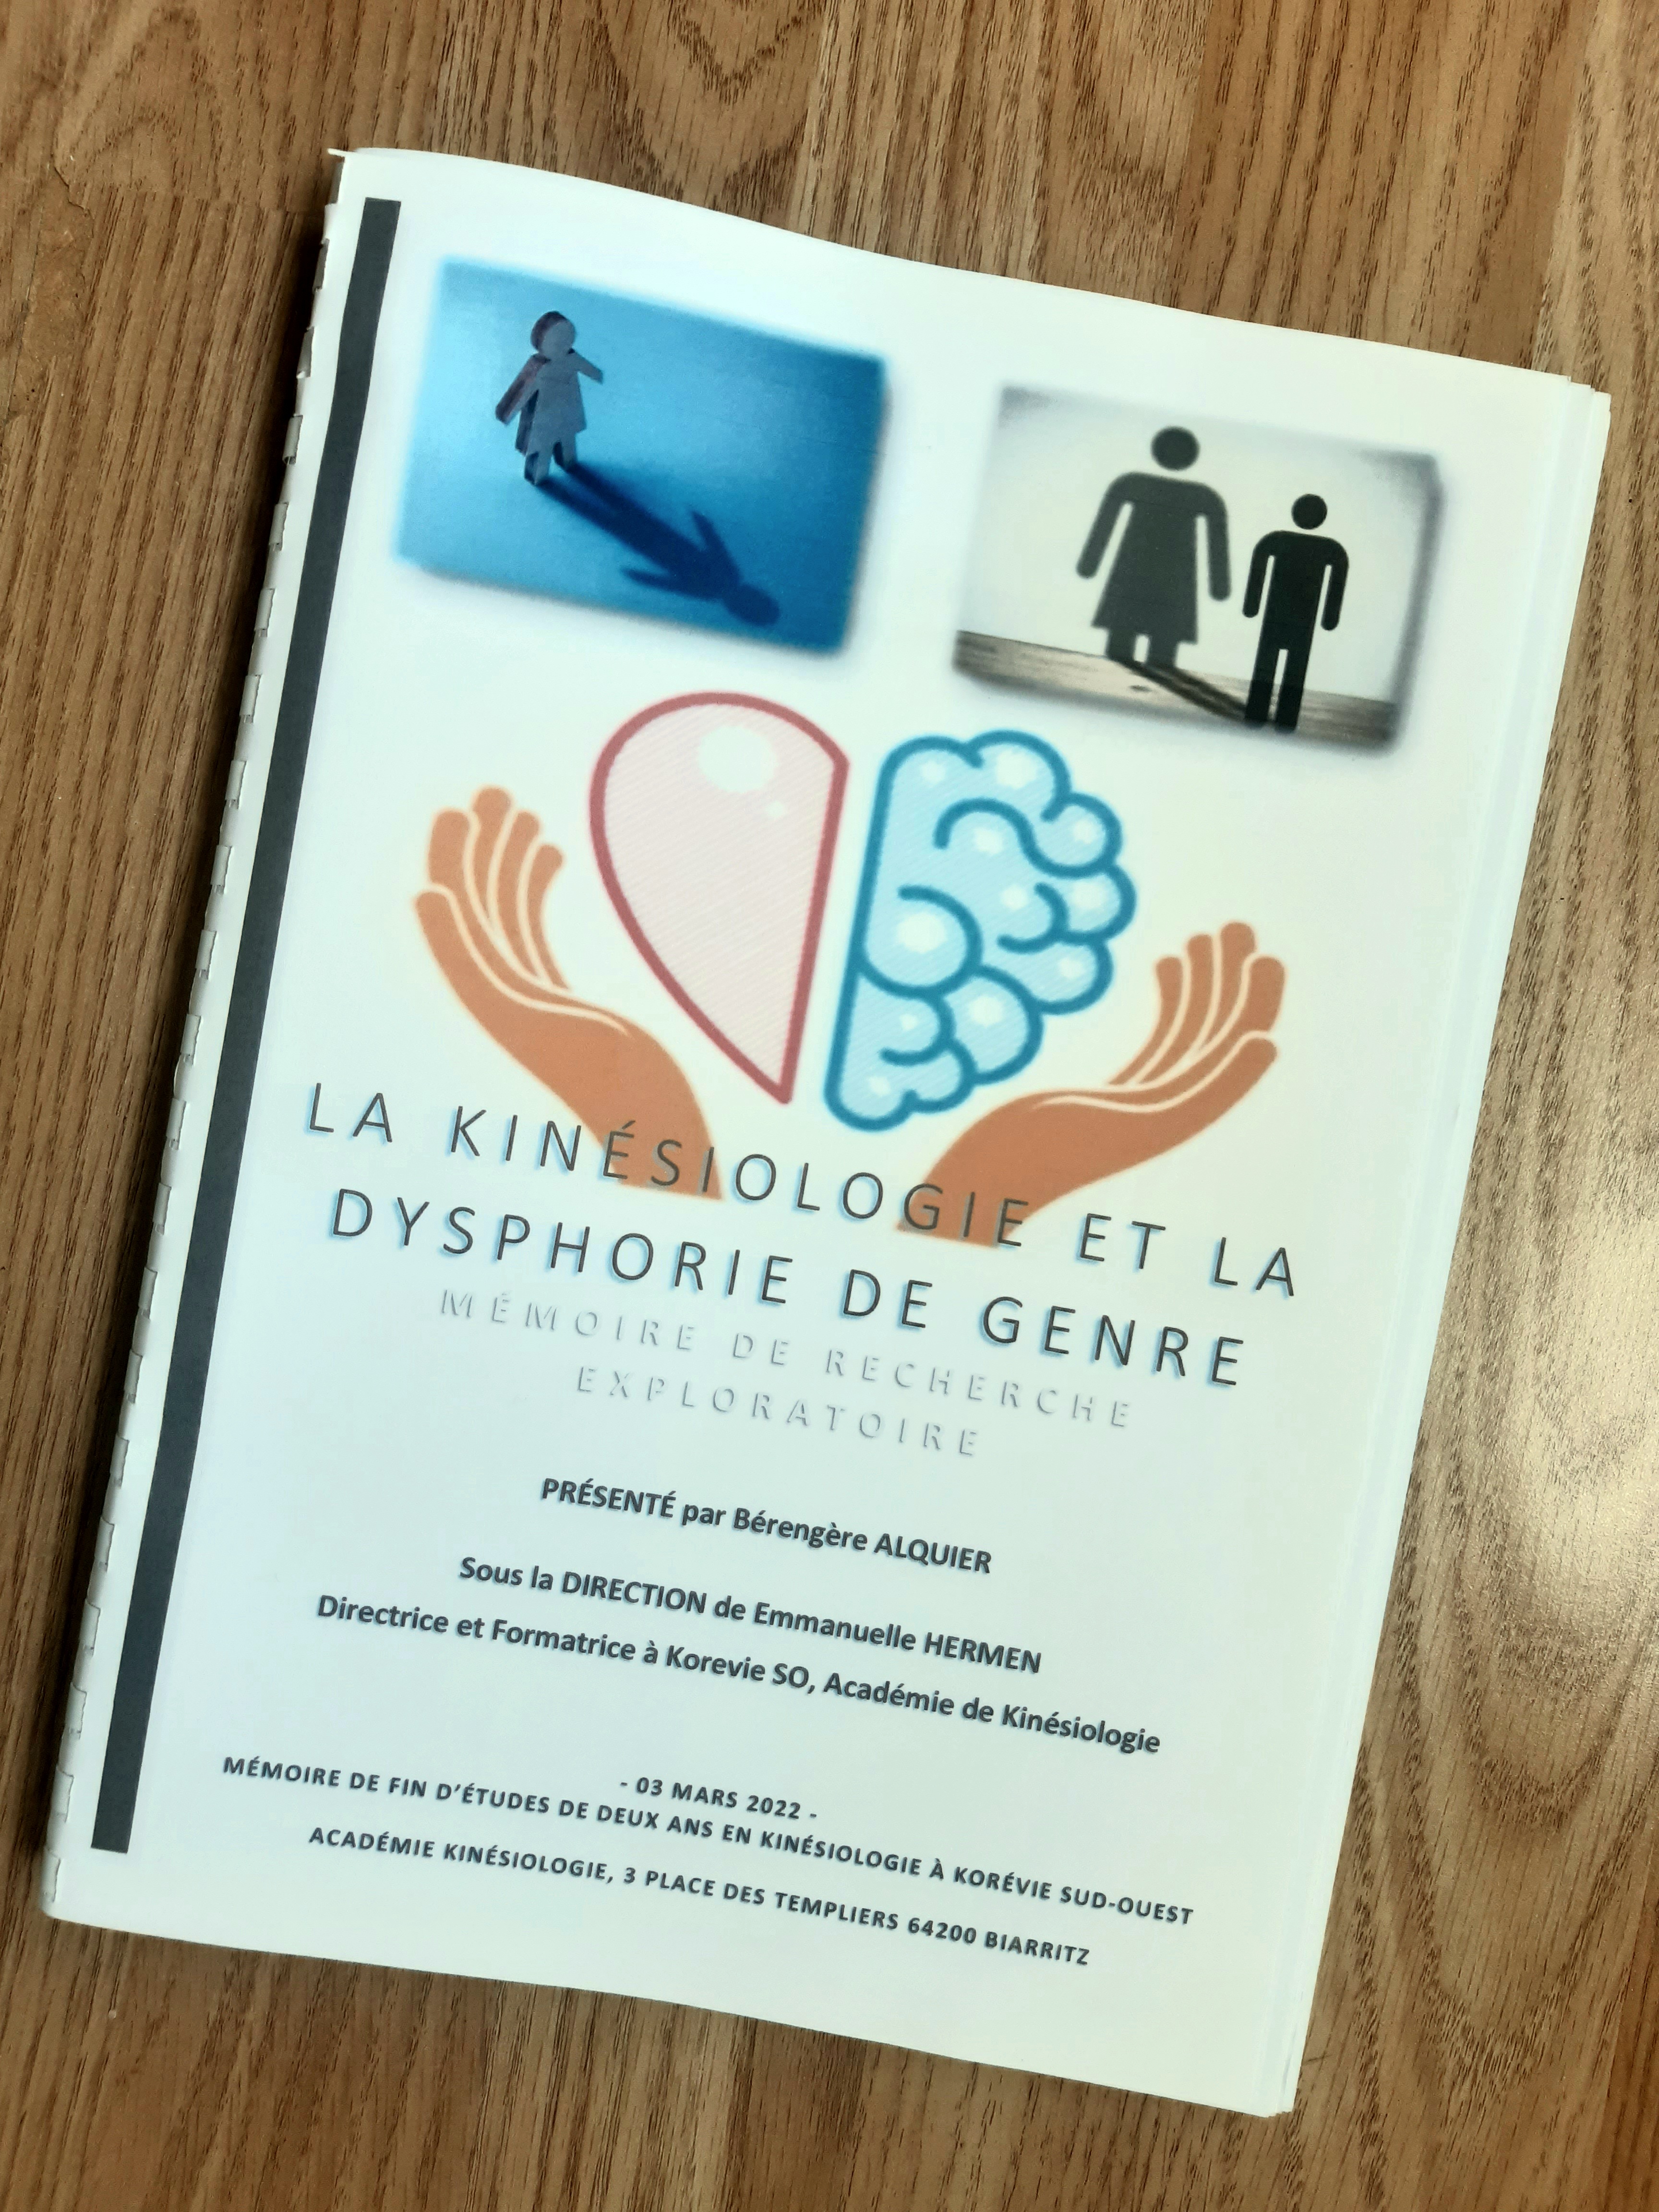 LA KINÉSIOLOGIE ET LA
DYSPHORIE DE GENRE
MÉMOIRE DE RECHERCHE
EXPLORATOIRE
PRÉSENTÉ par Bérengère ALQUIER
Sous la DIRECTION de Emmanuelle HERMEN
Directrice et Formatrice à Korevie SO, Académie de Kinésiologie
- 03 MARS 2022 -
MÉMOIRE DE FIN D’ÉTUDES DE DEUX ANS EN KINÉSIOLOGIE À KORÉVIE SUD-OUEST
ACADÉMIE KINÉSIOLOGIE, 3 PLACE DES TEMPLIERS 64200 BIARRITZ